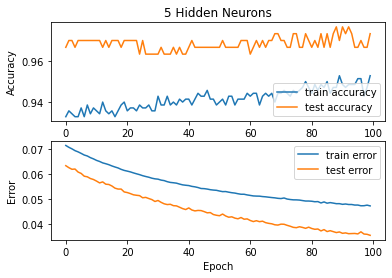 5 Hidden Neurons
Accuracy
0.96
0.94
train accuracy
test accuracy
0 20 40 60 80 100
Error
0.07
0.06
0.05
0.04
train error
test error
0 20 40 60 80 100
Epoch